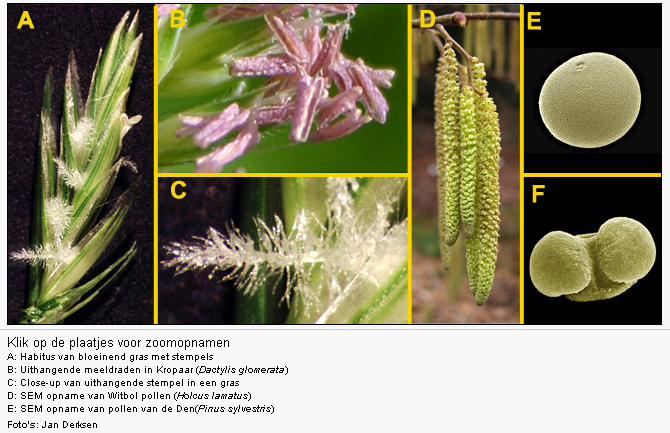 A
B
C
D
E
F
Klik op de plaatjes voor zoomopnamen
A: Habitus van bloeinend gras met stempels
B: Uithangende meeldraden in Kropaar (Dactylis glomerata)
C: Close-up van uithangende stempel in een gras
D: SEM opname van Witbol pollen (Holcus lamatus)
E: SEM opname van pollen van de Den(Pinus sylvestris)
Foto's: Jan Derksen